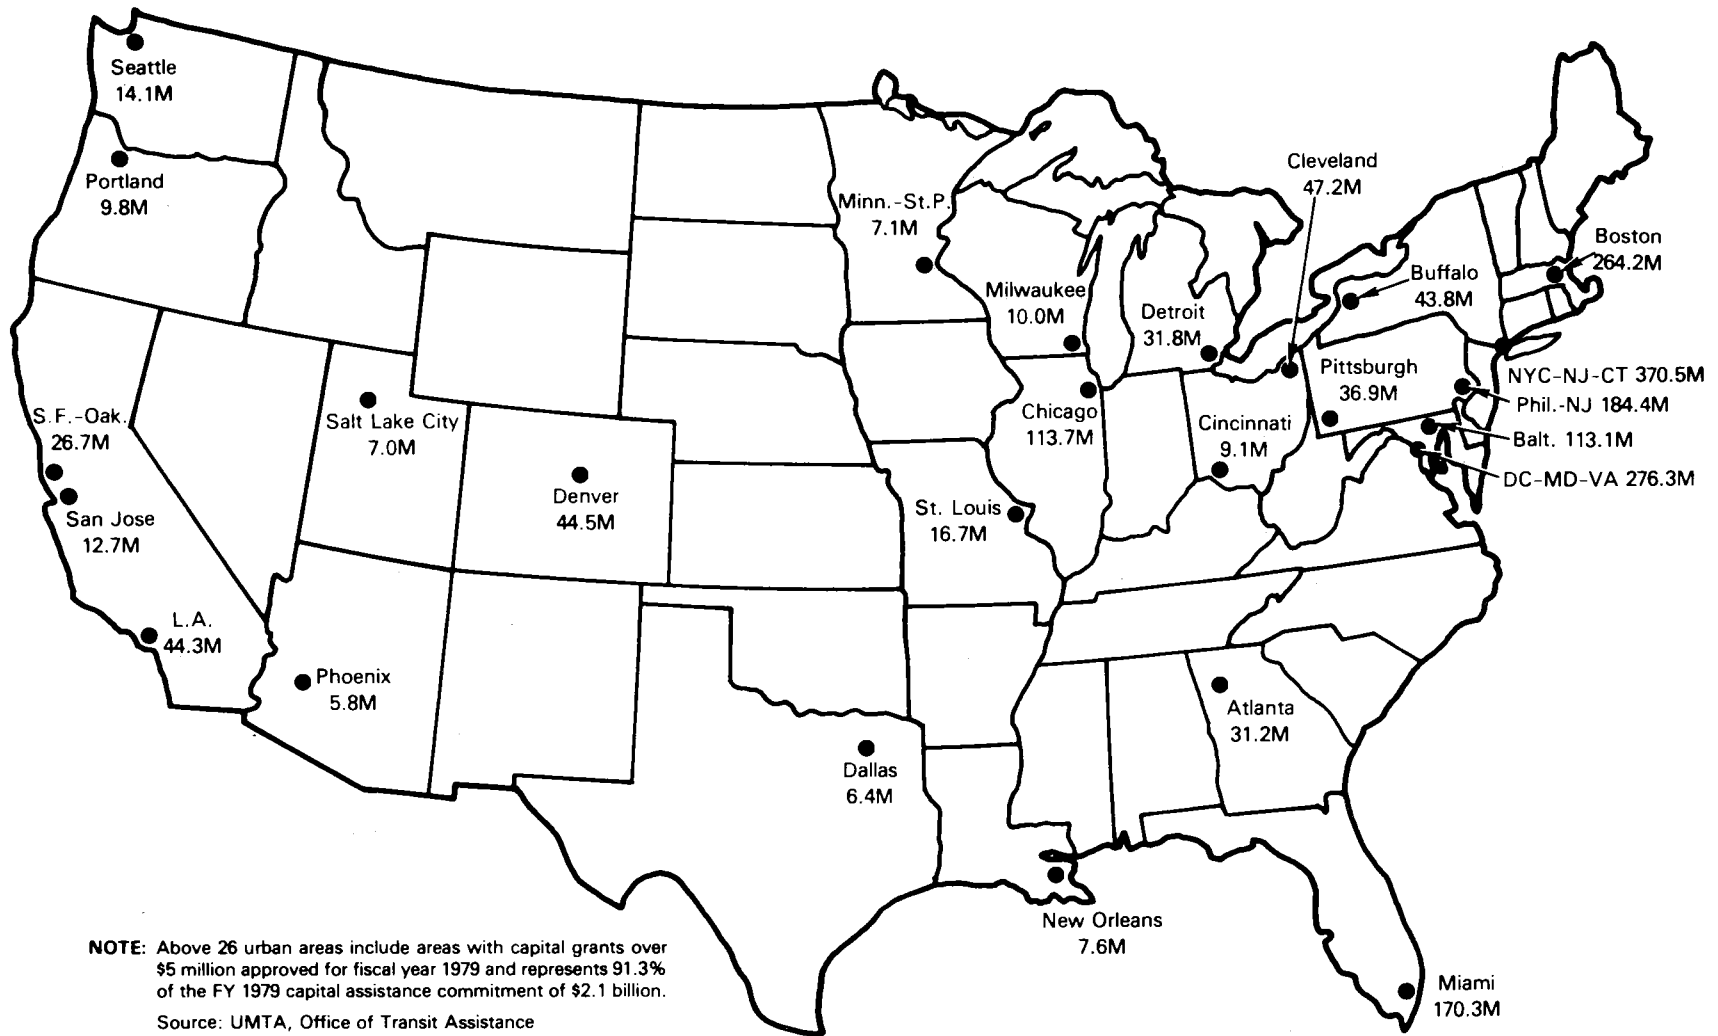 Seattle
14.1M
Portland
9.8M
S.F.-Oak.
26.7M
San Jose
12.7M
L.A.
44.3M
Salt Lake City
7.0M
Phoenix
5.8M
Denver
44.5M
Minn.-St.P.
7.1M
Milwaukee
10.0M
Chicago
113.7M
St. Louis
16.7M
Dallas
6.4M
New Orleans
7.6M
Detroit
31.8M
Cleveland
47.2M
Cincinnati
9.1M
Pittsburgh
36.9M
Buffalo
43.8M
Boston
264.2M
NYC-NJ-CT 370.5M
Phil.-NJ 184.4M
Balt. 113.1M
DC-MD-VA 276.3M
Atlanta
31.2M
Miami
170.3M
NOTE: Above 26 urban areas include areas with capital grants over
$5 million approved for fiscal year 1979 and represents 91.3%
of the FY 1979 capital assistance commitment of $2.1 billion.
Source: UMTA, Office of Transit Assistance